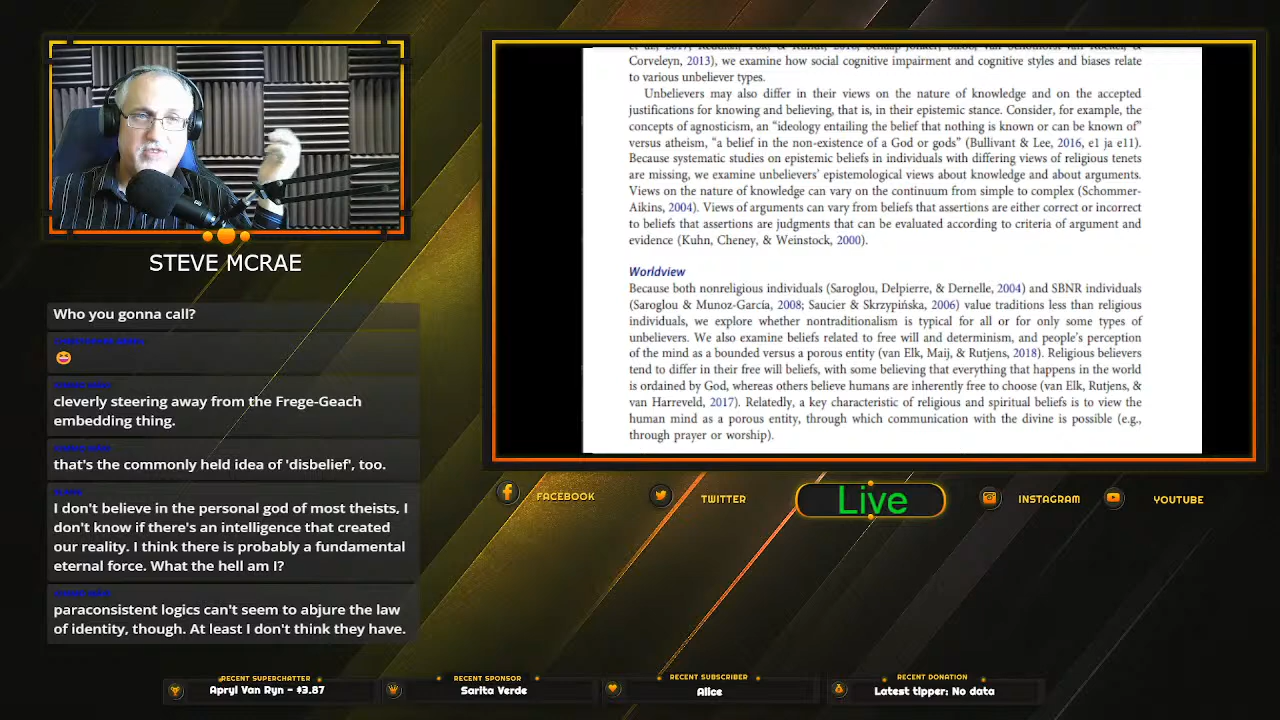 STEVE MCRAE
Who you gonna call?
cleverly steering away from the Frege-Geach
embedding thing.
that's the commonly held idea of 'disbelief', too.
I don't believe in the personal god of most theists, I
don't know if there's an intelligence that created
our reality. I think there is probably a fundamental
eternal force. What the hell am I?
paraconsistent logics can't seem to abjure the law
of identity, though. At least I don't think they have.
Corveleyn, 2013), we examine how social cognitive impairment and cognitive styles and biases relate
to various unbeliever types.
Unbelievers may also differ in their views on the nature of knowledge and on the accepted
justifications for knowing and believing, that is, in their epistemic stance. Consider, for example, the
concepts of agnosticism, an “ideology entailing the belief that nothing is known or can be known of”
versus atheism, “a belief in the non-existence of a God or gods” (Bullivant & Lee, 2016, e1 ja e11).
Because systematic studies on epistemic beliefs in individuals with differing views of religious tenets
are missing, we examine unbelievers’ epistemological views about knowledge and about arguments.
Views on the nature of knowledge can vary on the continuum from simple to complex (Schommer-
Aikins, 2004). Views of arguments can vary from beliefs that assertions are either correct or incorrect
to beliefs that assertions are judgments that can be evaluated according to criteria of argument and
evidence (Kuhn, Cheney, & Weinstock, 2000).
Worldview
Because both nonreligious individuals (Saroglou, Delpierre, & Dernelle, 2004) and SBNR individuals
(Saroglou & Munoz-García, 2008; Saucier & Skrzypińska, 2006) value traditions less than religious
individuals, we explore whether nontraditionalism is typical for all or for only some types of
unbelievers. We also examine beliefs related to free will and determinism, and people’s perception
of the mind as a bounded versus a porous entity (van Elk, Maij, & Rutjens, 2018). Religious believers
tend to differ in their free will beliefs, with some believing that everything that happens in the world
is ordained by God, whereas others believe humans are inherently free to choose (van Elk, Rutjens, &
van Harreveld, 2017). Relatedly, a key characteristic of religious and spiritual beliefs is to view the
human mind as a porous entity, through which communication with the divine is possible (e.g.,
through prayer or worship).
FACEBOOK
TWITTER
Live
INSTAGRAM
YOUTUBE
RECENT SUPERCHATTER
Apryl Van Ryn - $3.87
RECENT SPONSOR
Sarita Verde
RECENT SUBSCRIBER
Alice
RECENT DONATION
Latest tipper: No data